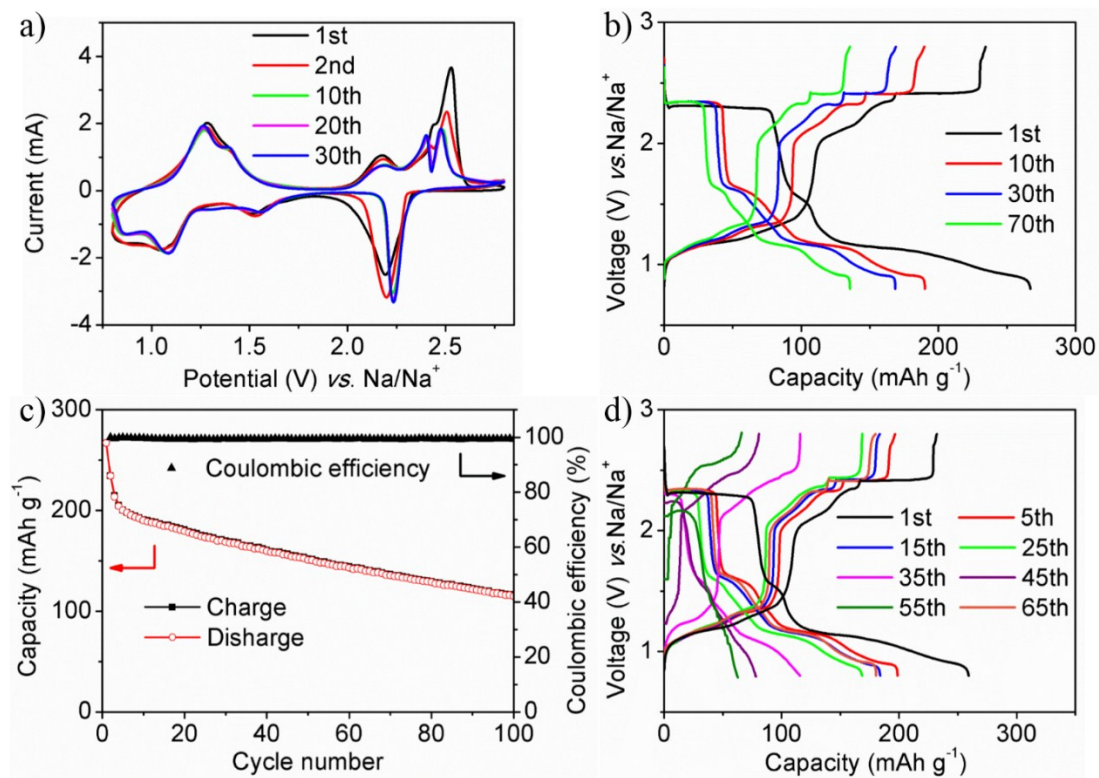 a)
Current (mA)
4
2
0
-2
-4
1st
2nd
10th
20th
30th
1.0 1.5 2.0 2.5
Potential (V) vs. Na/Na⁺
b)
Voltage (V) vs.Na/Na⁺
3
2
1
1st
10th
30th
70th
0 100 200 300
Capacity (mAh g⁻¹)
c)
Capacity (mAh g⁻¹)
300
200
100
0
Coulombic efficiency
Charge
Disharge
100
80
60
40
20
0
Coulombic efficiency (%)
0 20 40 60 80 100
Cycle number
d)
Voltage (V) vs.Na/Na⁺
3
2
1
1st 5th
15th 25th
35th 45th
55th 65th
0 100 200 300
Capacity (mAh g⁻¹)